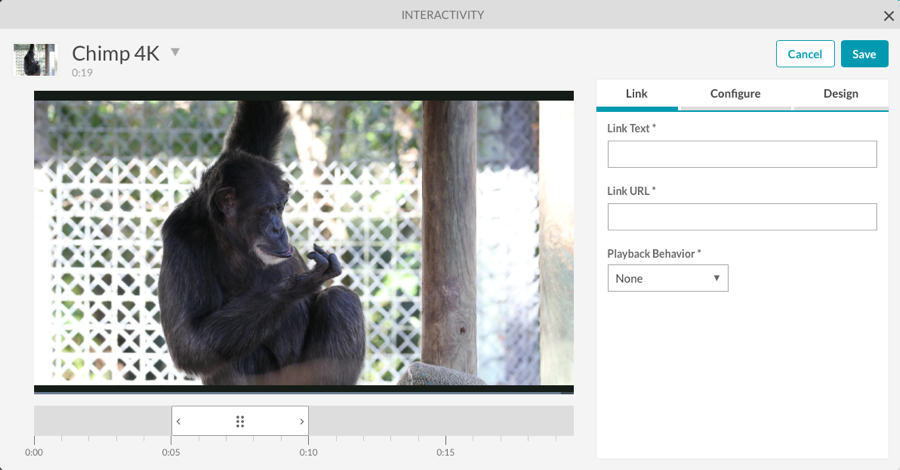 INTERACTIVITY
Chimp 4K
0:19
Cancel
Save
Link
Configure
Design
Link Text *
Link URL *
Playback Behavior *
None
0:00
0:05
0:10
0:15